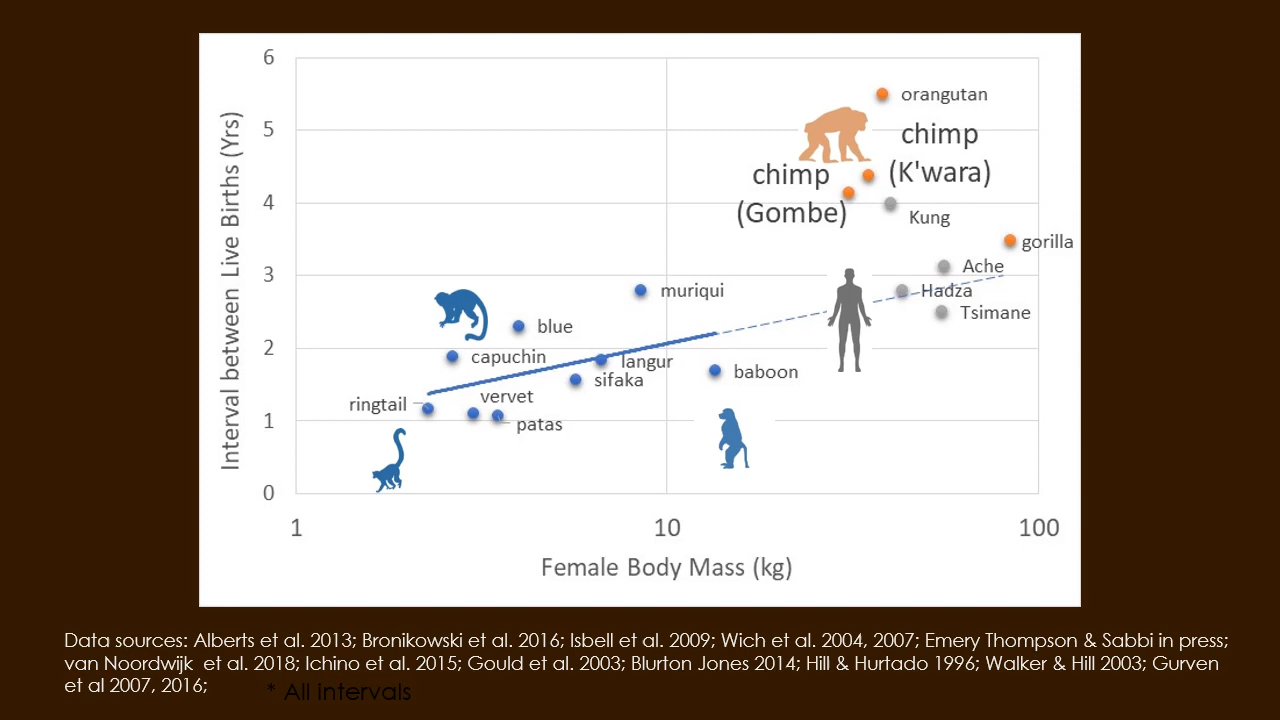 6
orangutan
5
chimp
(K'wara)
chimp
(Gombe)
4
Kung
gorilla
Ache
3
Hadza
muriqui
Tsimane
blue
2
capuchin
langur
baboon
sifaka
vervet
ringtail
patas
1
0
Interval between Live Births (Yrs)
1
10
100
Female Body Mass (kg)
Data sources: Alberts et al. 2013; Bronikowski et al. 2016; Isbell et al. 2009; Wich et al. 2004, 2007; Emery Thompson & Sabbi in press;
van Noordwijk et al. 2018; Ichino et al. 2015; Gould et al. 2003; Blurton Jones 2014; Hill & Hurtado 1996; Walker & Hill 2003; Gurven
et al 2007, 2016;
* All intervals